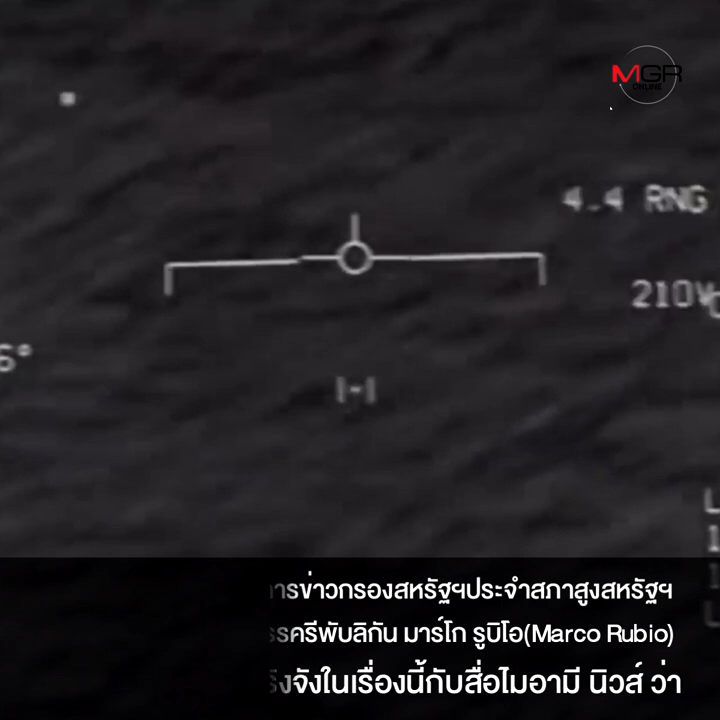 MGR
ONLINE
4.4 RNG
210
6°
ารข่าวกรองสหรัฐฯประจำสภาสูงสหรัฐฯ
รครีพับลิกัน มาร์โก รูบิโอ(Marco Rubio)
จังในเรื่องนี้กับสื่อไมอามี นิวส์ ว่า